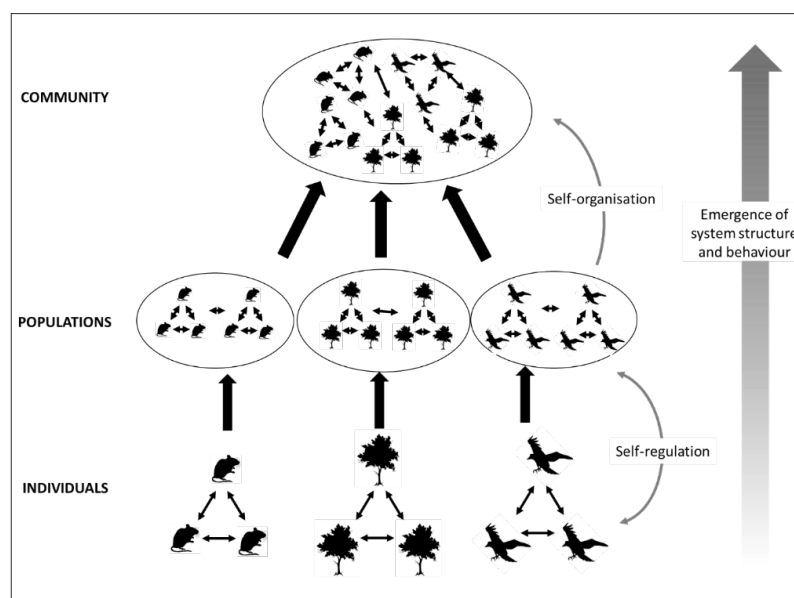 COMMUNITY
Self-organisation
Emergence of
system structure
and behaviour
POPULATIONS
Self-regulation
INDIVIDUALS